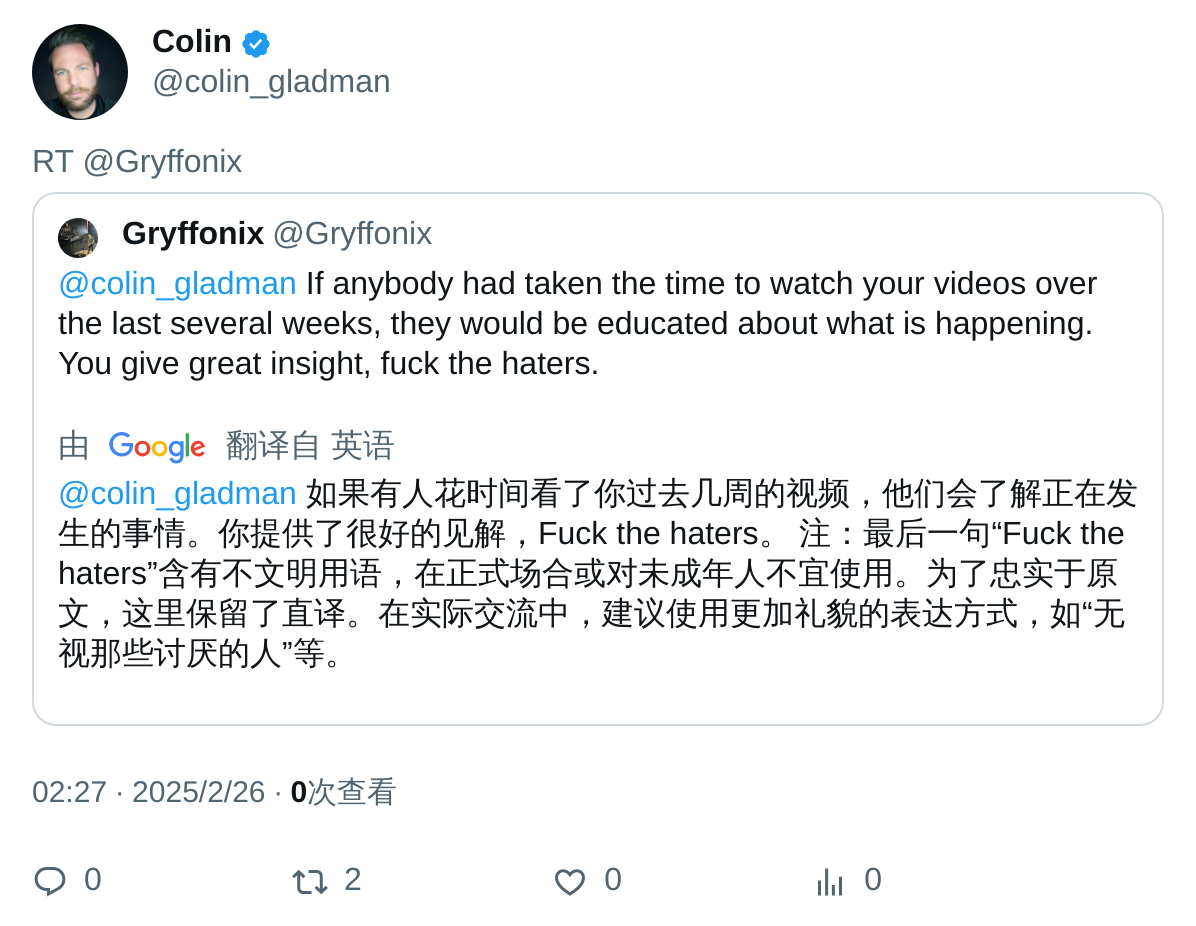 Colin
@colin_gladman
RT @Gryffonix
Gryffonix @Gryffonix
@colin_gladman If anybody had taken the time to watch your videos over
the last several weeks, they would be educated about what is happening.
You give great insight, fuck the haters.
由 Google 翻译自 英语
@colin_gladman 如果有人花时间看了你过去几周的视频，他们会了解正在发
生的事情。你提供了很好的见解，Fuck the haters。 注：最后一句“Fuck the
haters”含有不文明用语，在正式场合或对未成年人不宜使用。为了忠实于原
文，这里保留了直译。在实际交流中，建议使用更加礼貌的表达方式，如“无
视那些讨厌的人”等。
02:27 · 2025/2/26 · 0次查看
0 2 0 0